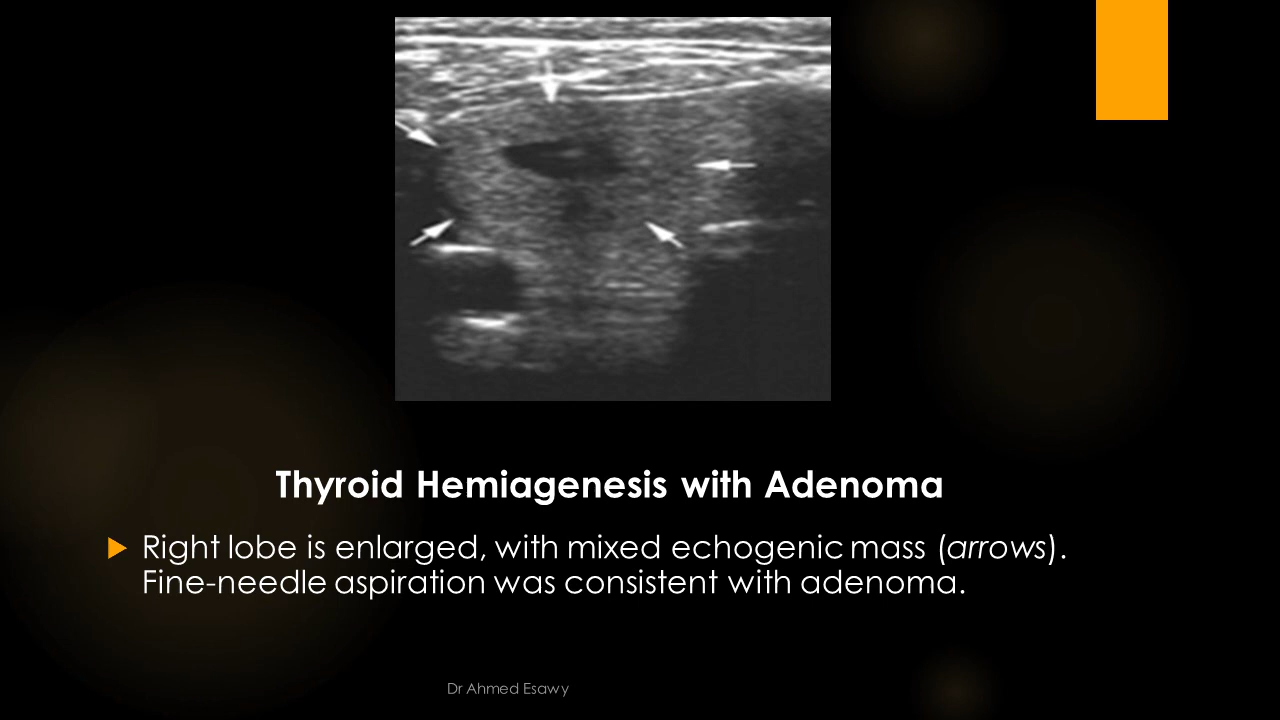 Thyroid Hemiagenesis with Adenoma
Right lobe is enlarged, with mixed echogenic mass (arrows).
Fine-needle aspiration was consistent with adenoma.
Dr Ahmed Esawy